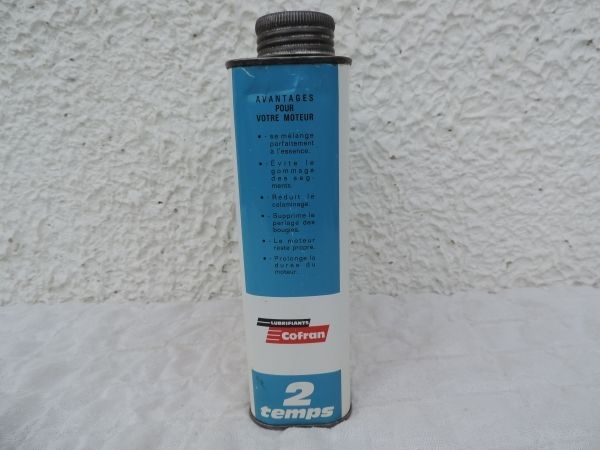 AVANTAGES
POUR
VOTRE MOTEUR
• - se mélange
parfaitement
à l'essence.
• - Évite le
gommage
des seg-
ments.
• - Réduit le
calaminage.
• - Supprime le
perlage des
bougies.
• - Le moteur
reste propre.
• - Prolonge la
durée du
moteur.
LUBRIFIANTS
Cofran
2
temps